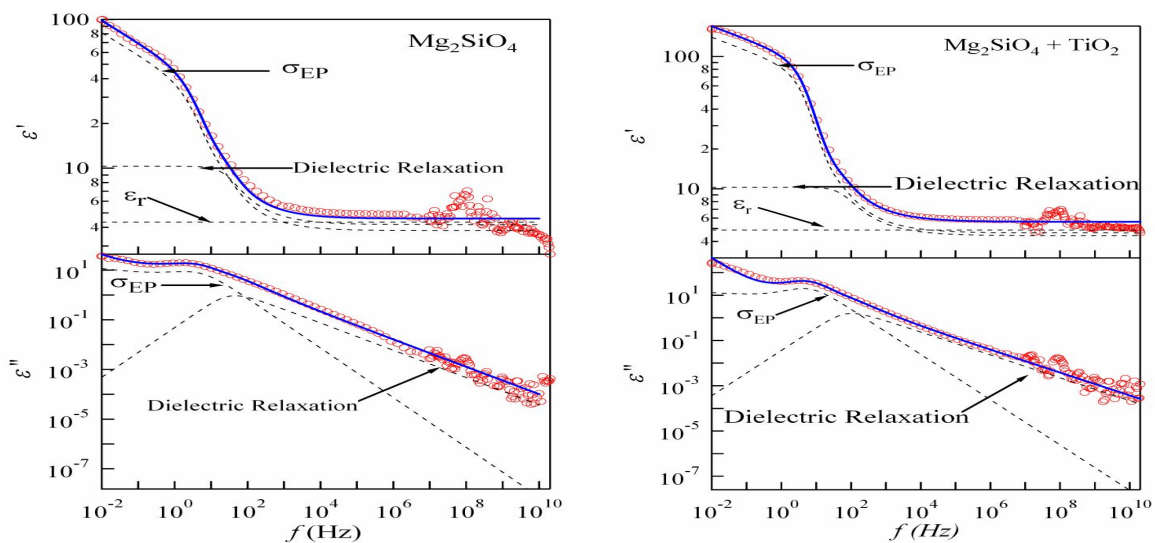 100
8
6
4
2
10
8
6
4
ε'
Mg₂SiO₄
σEP
Dielectric Relaxation
εr
10¹
10⁻¹
10⁻³
10⁻⁵
10⁻⁷
ε"
σEP
Dielectric Relaxation
10⁻² 10⁰ 10² 10⁴ 10⁶ 10⁸ 10¹⁰
f (Hz)
100
8
6
4
2
10
8
6
4
ε'
Mg₂SiO₄ + TiO₂
σEP
Dielectric Relaxation
εr
10¹
10⁻¹
10⁻³
10⁻⁵
10⁻⁷
ε"
σEP
Dielectric Relaxation
10⁻² 10⁰ 10² 10⁴ 10⁶ 10⁸ 10¹⁰
f (Hz)